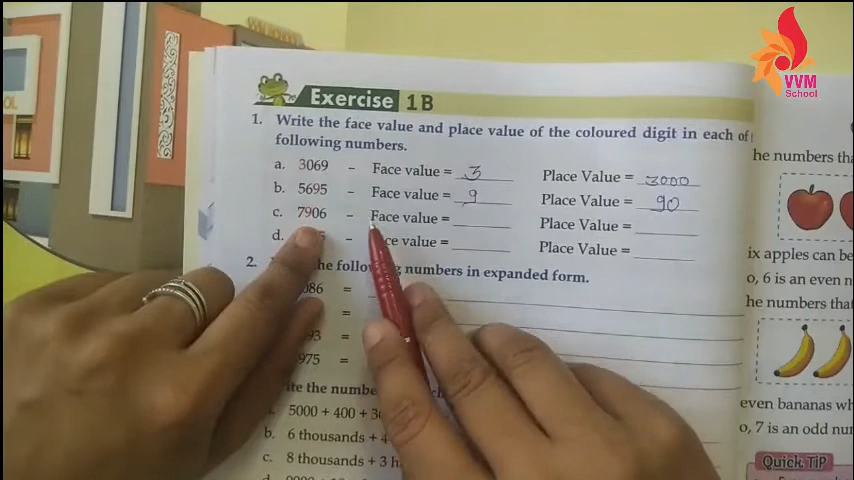 VVM
School
Exercise 1B
1. Write the face value and place value of the coloured digit in each of
following numbers.
a. 3069 – Face value = 3 Place Value = 3000
b. 5695 – Face value = 9 Place Value = 90
c. 7906 – Face value = Place Value =
d. – ce value = Place Value =
2. the following numbers in expanded form.
086 =
=
93 =
975 =
ite the numbe
5000 + 400 + 3
b. 6 thousands + 4
c. 8 thousands + 3 h
he numbers tha
ix apples can be
o, 6 is an even n
he numbers that
even bananas wh
o, 7 is an odd nur
Quick Tip